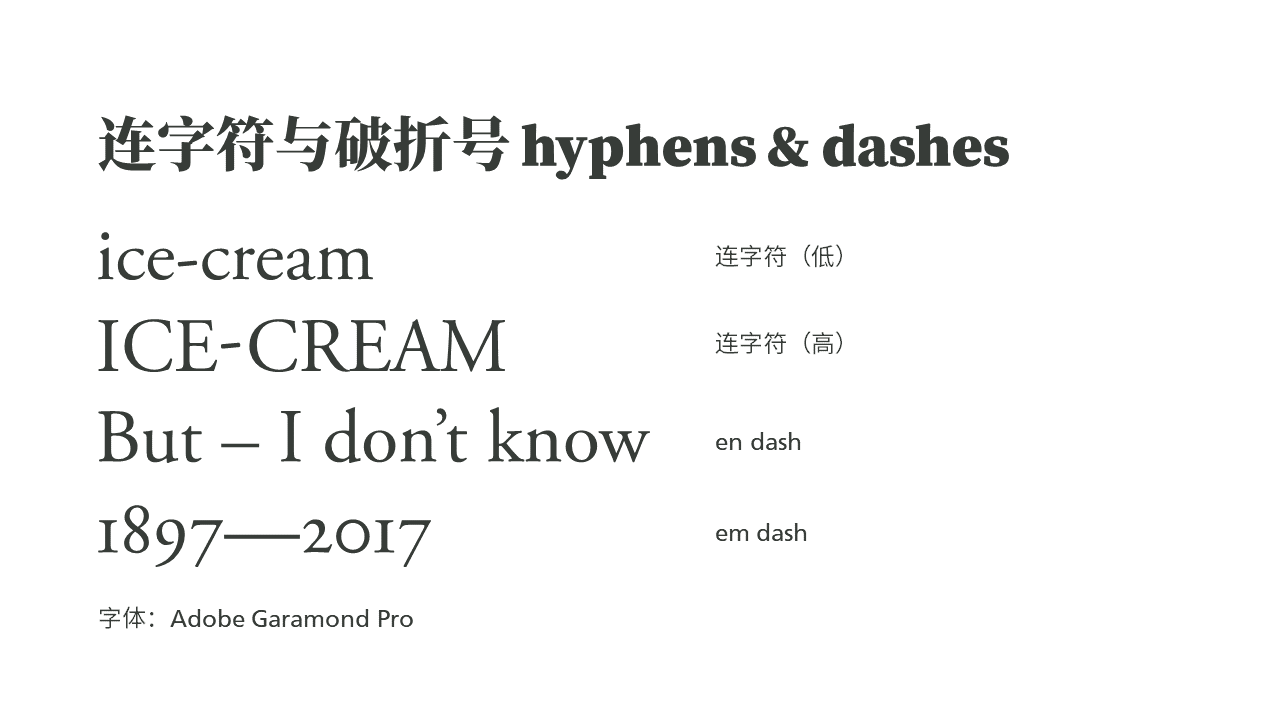 连字符与破折号 hyphens & dashes
ice-cream 连字符（低）
ICE-CREAM 连字符（高）
But – I don’t know en dash
1897—2017 em dash
字体：Adobe Garamond Pro